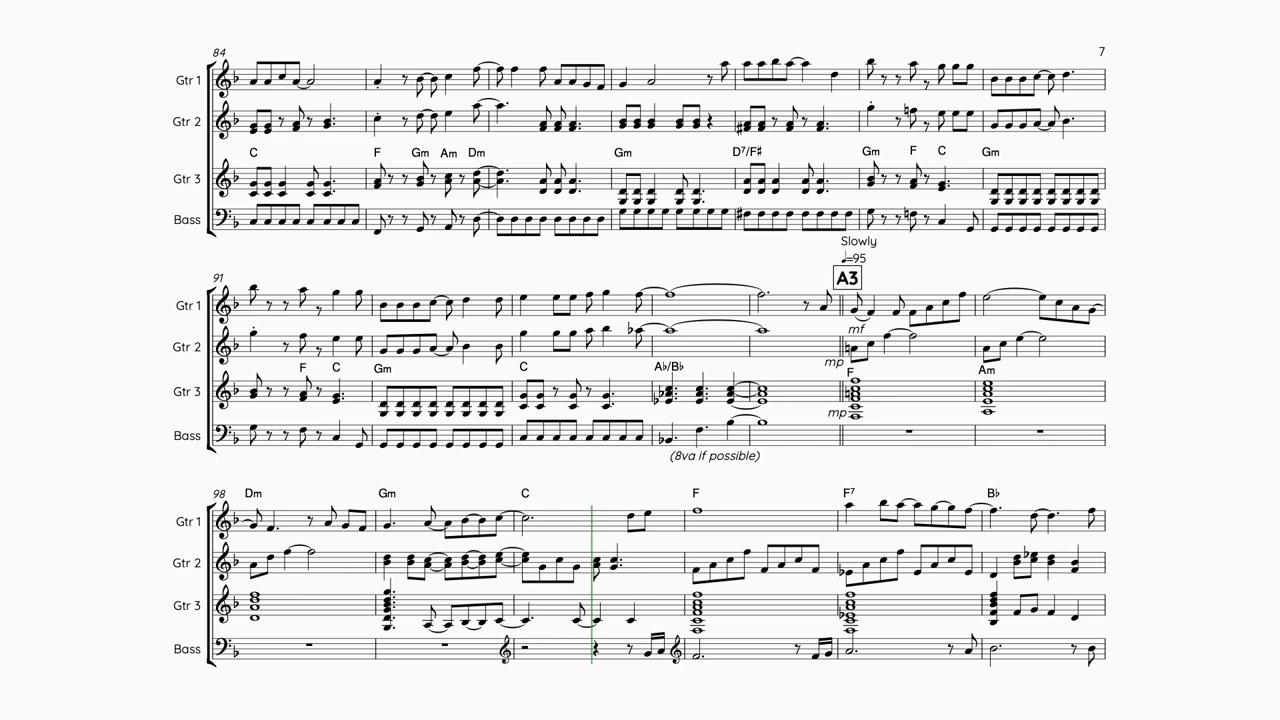 84
7
Gtr 1
Gtr 2
C F Gm Am Dm Gm D7/F♯ Gm F C Gm
Gtr 3
Bass
Slowly
♩=95
A3
91
Gtr 1
mf
Gtr 2
mp
F C Gm C A♭/B♭ F Am
Gtr 3
mp
Bass
(8va if possible)
98
Dm Gm C F F7 B♭
Gtr 1
Gtr 2
Gtr 3
Bass